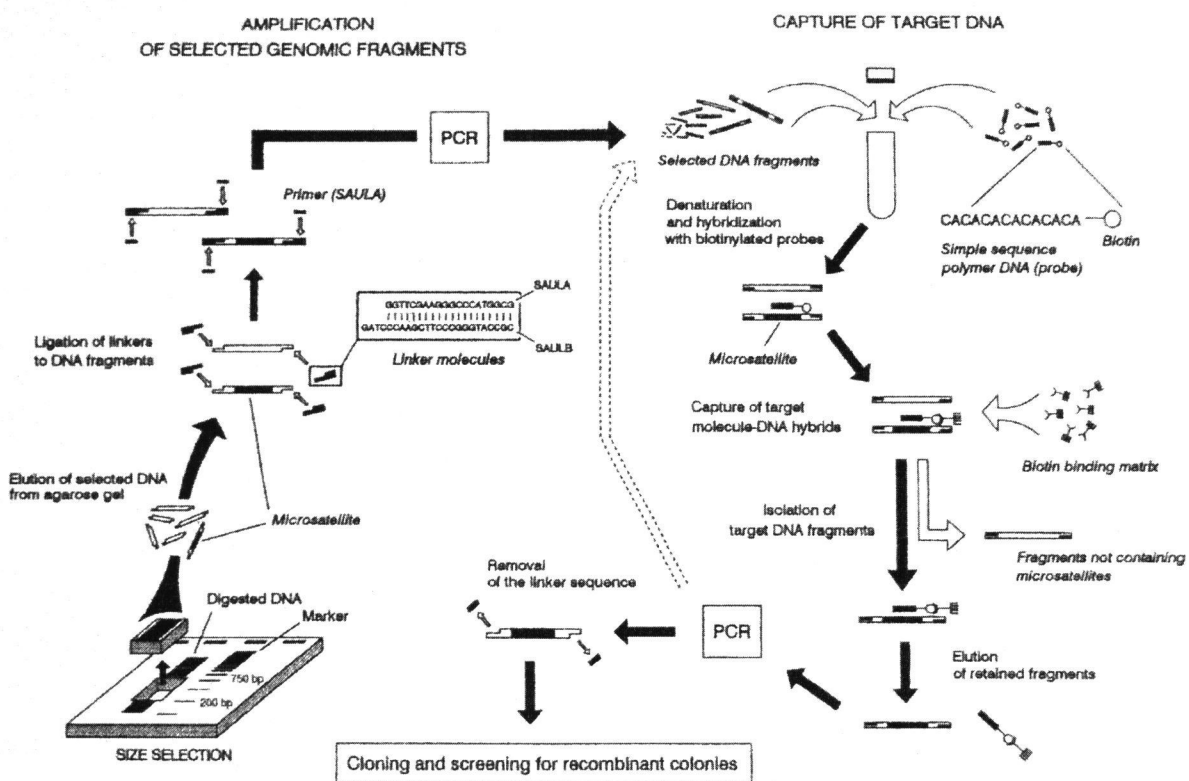 AMPLIFICATION
OF SELECTED GENOMIC FRAGMENTS
CAPTURE OF TARGET DNA
PCR
Primer (SAULA)
Selected DNA fragments
Denaturation
and hybridization
with biotinylated probes
CACACACACACACA
Biotin
Simple sequence
polymer DNA (probe)
SAULA
GGTTCGAAGGGCCCATGGCG
GATCCCAAGCTTCCCGGGTACCGC
SAULB
Linker molecules
Ligation of linkers
to DNA fragments
Microsatellite
Capture of target
molecule-DNA hybrids
Biotin binding matrix
Elution of selected DNA
from agarose gel
Microsatellite
Isolation of
target DNA fragments
Fragments not containing
microsatellites
Removal
of the linker sequence
Digested DNA
Marker
PCR
750 bp
200 bp
Elution
of retained fragments
SIZE SELECTION
Cloning and screening for recombinant colonies